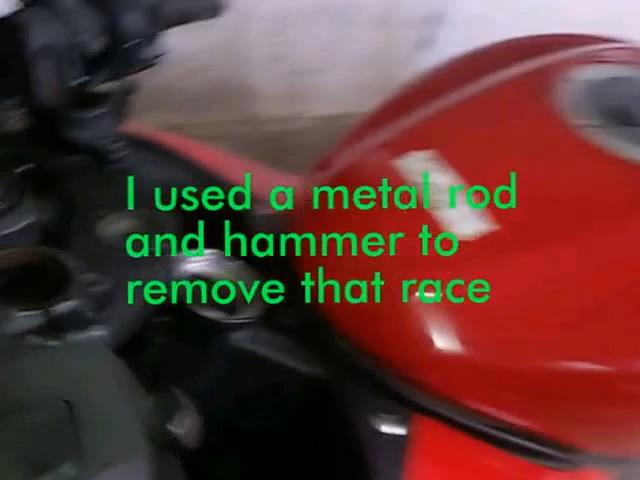 I used a metal rod
and hammer to
remove that race